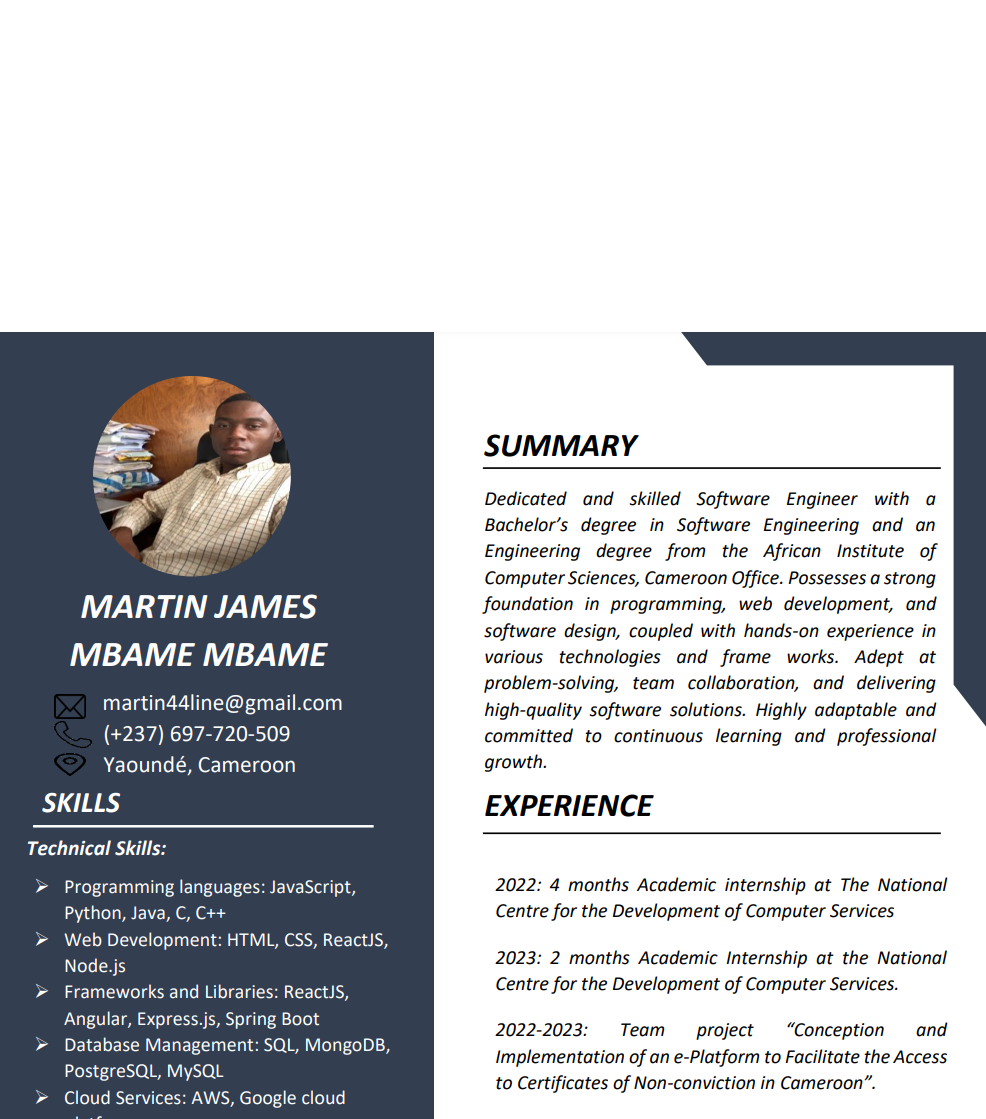 MARTIN JAMES
MBAME MBAME
martin44line@gmail.com
(+237) 697-720-509
Yaoundé, Cameroon
SKILLS
Technical Skills:
➢ Programming languages: JavaScript,
Python, Java, C, C++
➢ Web Development: HTML, CSS, ReactJS,
Node.js
➢ Frameworks and Libraries: ReactJS,
Angular, Express.js, Spring Boot
➢ Database Management: SQL, MongoDB,
PostgreSQL, MySQL
➢ Cloud Services: AWS, Google cloud
SUMMARY
Dedicated and skilled Software Engineer with a
Bachelor’s degree in Software Engineering and an
Engineering degree from the African Institute of
Computer Sciences, Cameroon Office. Possesses a strong
foundation in programming, web development, and
software design, coupled with hands-on experience in
various technologies and frame works. Adept at
problem-solving, team collaboration, and delivering
high-quality software solutions. Highly adaptable and
committed to continuous learning and professional
growth.
EXPERIENCE
2022: 4 months Academic internship at The National
Centre for the Development of Computer Services
2023: 2 months Academic Internship at the National
Centre for the Development of Computer Services.
2022-2023: Team project “Conception and
Implementation of an e-Platform to Facilitate the Access
to Certificates of Non-conviction in Cameroon”.